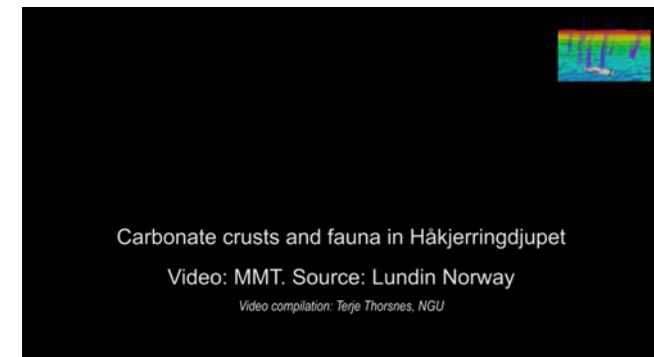 Carbonate crusts and fauna in Håkjerringdjupet
Video: MMT. Source: Lundin Norway
Video compilation: Terje Thorsnes, NGU